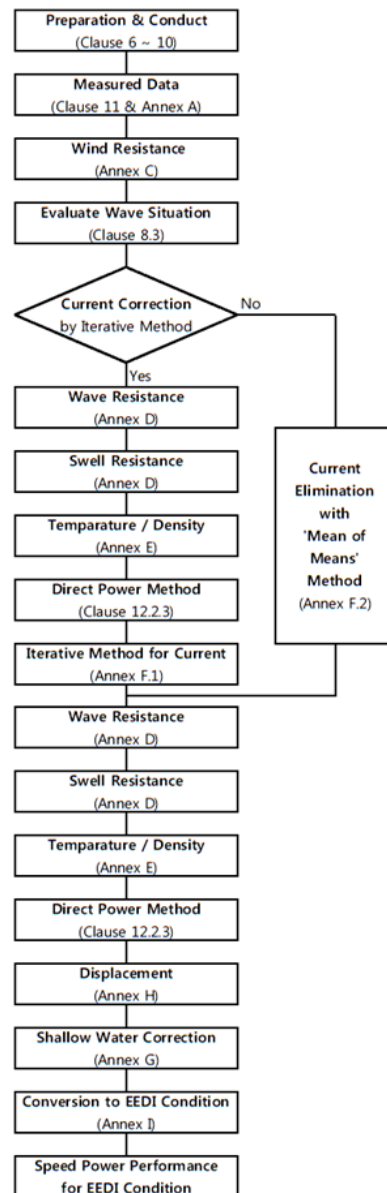 Preparation & Conduct
(Clause 6 ~ 10)
Measured Data
(Clause 11 & Annex A)
Wind Resistance
(Annex C)
Evaluate Wave Situation
(Clause 8.3)
Current Correction
by Iterative Method
No
Yes
Wave Resistance
(Annex D)
Swell Resistance
(Annex D)
Temparature / Density
(Annex E)
Direct Power Method
(Clause 12.2.3)
Iterative Method for Current
(Annex F.1)
Current
Elimination
with
'Mean of
Means'
Method
(Annex F.2)
Wave Resistance
(Annex D)
Swell Resistance
(Annex D)
Temparature / Density
(Annex E)
Direct Power Method
(Clause 12.2.3)
Displacement
(Annex H)
Shallow Water Correction
(Annex G)
Conversion to EEDI Condition
(Annex I)
Speed Power Performance
for EEDI Condition